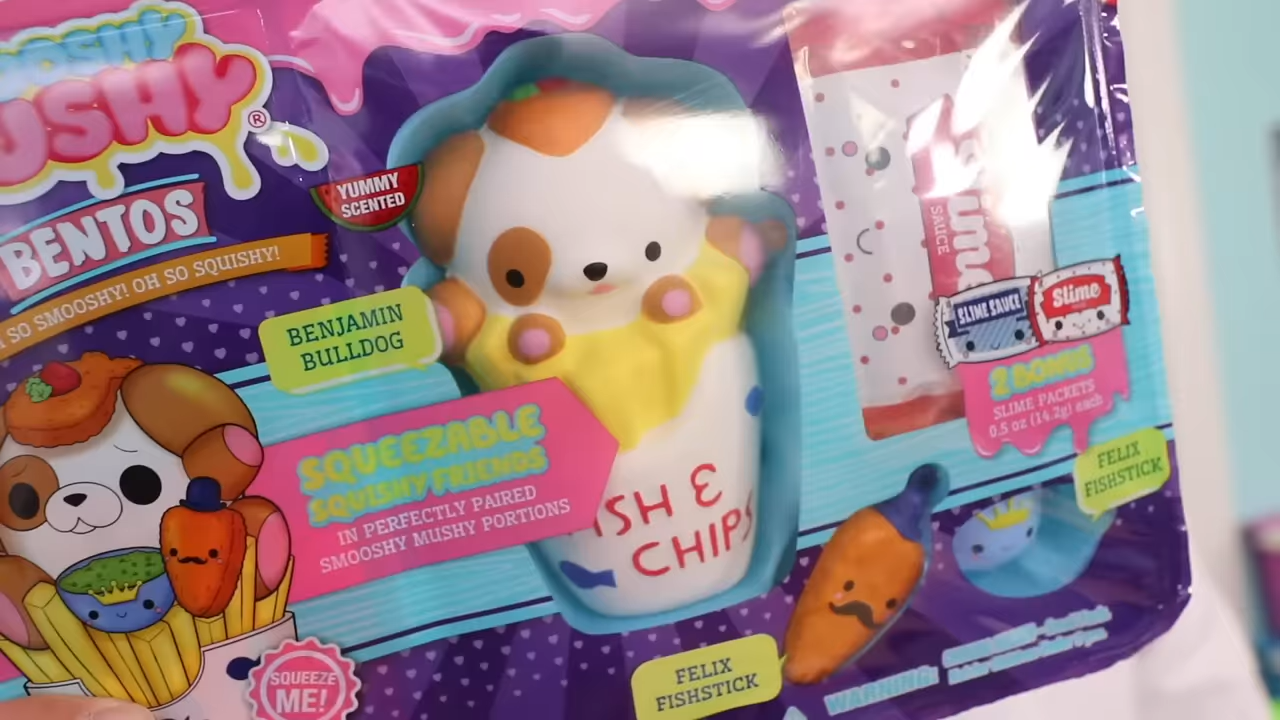 BENTOS
SO SMOOSHY! OH SO SQUISHY!
YUMMY
SCENTED
BENJAMIN
BULLDOG
SQUEEZABLE
SQUISHY FRIENDS
IN PERFECTLY PAIRED
SMOOSHY MUSHY PORTIONS
FISH &
CHIPS
SAUCE
SLIME SAUCE
Slime
2 BONUS
SLIME PACKETS
0.5 oz (14.2g) each
FELIX
FISHSTICK
FELIX
FISHSTICK
SQUEEZE
ME!
WARNING: